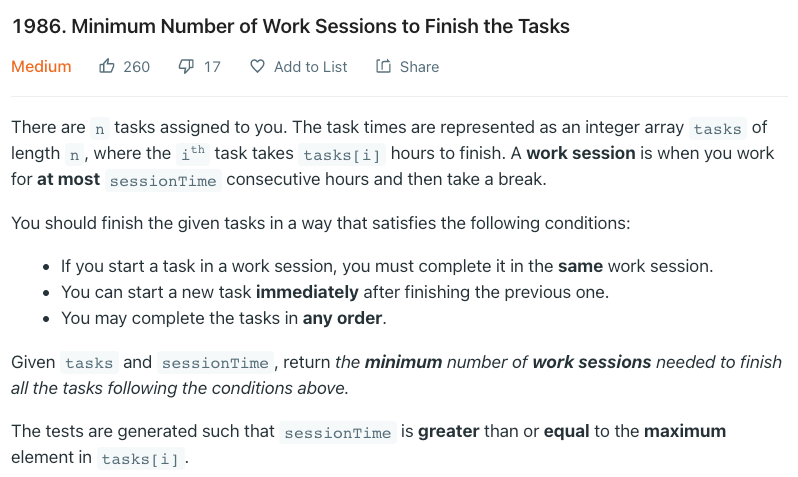 1986. Minimum Number of Work Sessions to Finish the Tasks
Medium 260 17 Add to List Share
There are n tasks assigned to you. The task times are represented as an integer array tasks of
length n, where the ith task takes tasks[i] hours to finish. A work session is when you work
for at most sessionTime consecutive hours and then take a break.
You should finish the given tasks in a way that satisfies the following conditions:
• If you start a task in a work session, you must complete it in the same work session.
• You can start a new task immediately after finishing the previous one.
• You may complete the tasks in any order.
Given tasks and sessionTime, return the minimum number of work sessions needed to finish
all the tasks following the conditions above.
The tests are generated such that sessionTime is greater than or equal to the maximum
element in tasks[i].